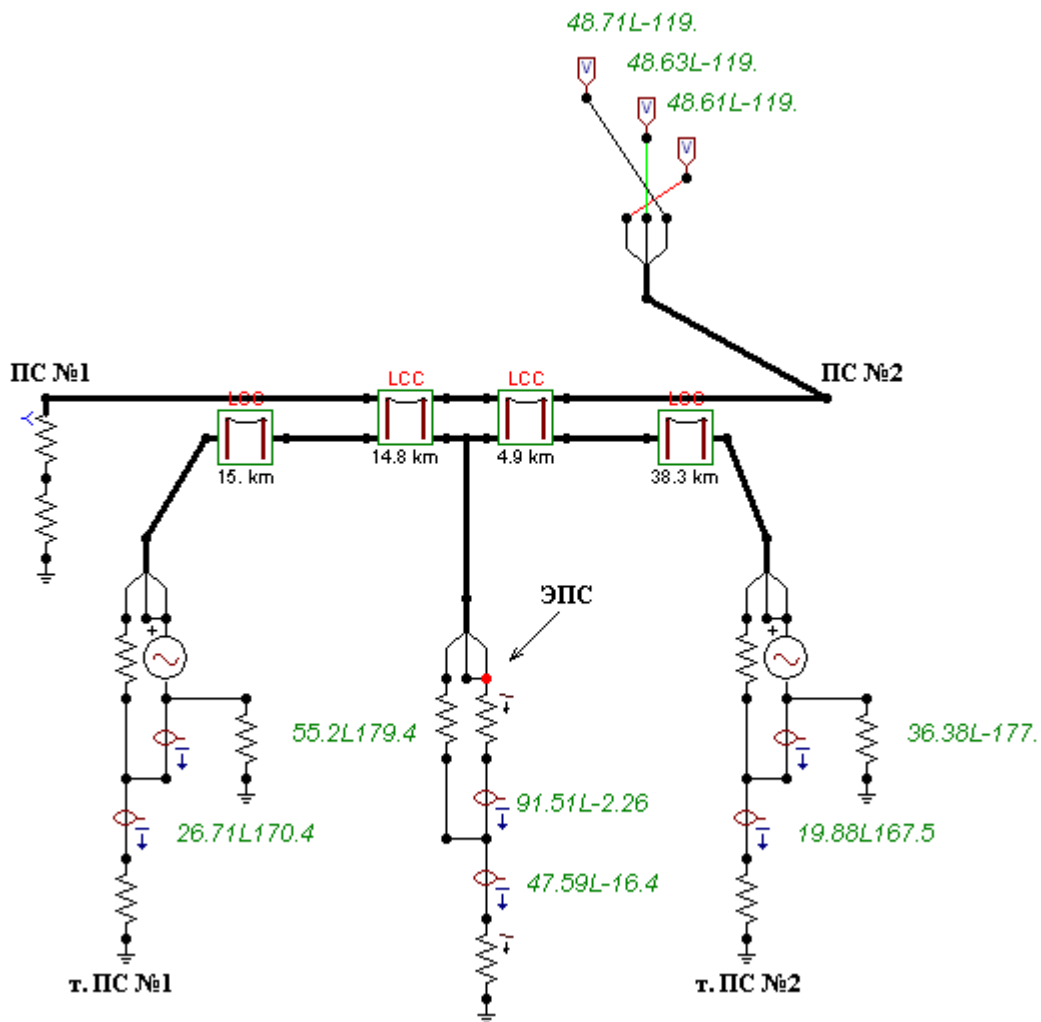 48.71L-119.
48.63L-119.
48.61L-119.
V
V
V
ПС №1
ПС №2
LCC
LCC
LCC
LCC
15. km
14.8 km
4.9 km
38.3 km
ЭПС
+
+
I
I
I
I
I
I
55.2L179.4
36.38L-177.
91.51L-2.26
26.71L170.4
19.88L167.5
47.59L-16.4
т. ПС №1
т. ПС №2